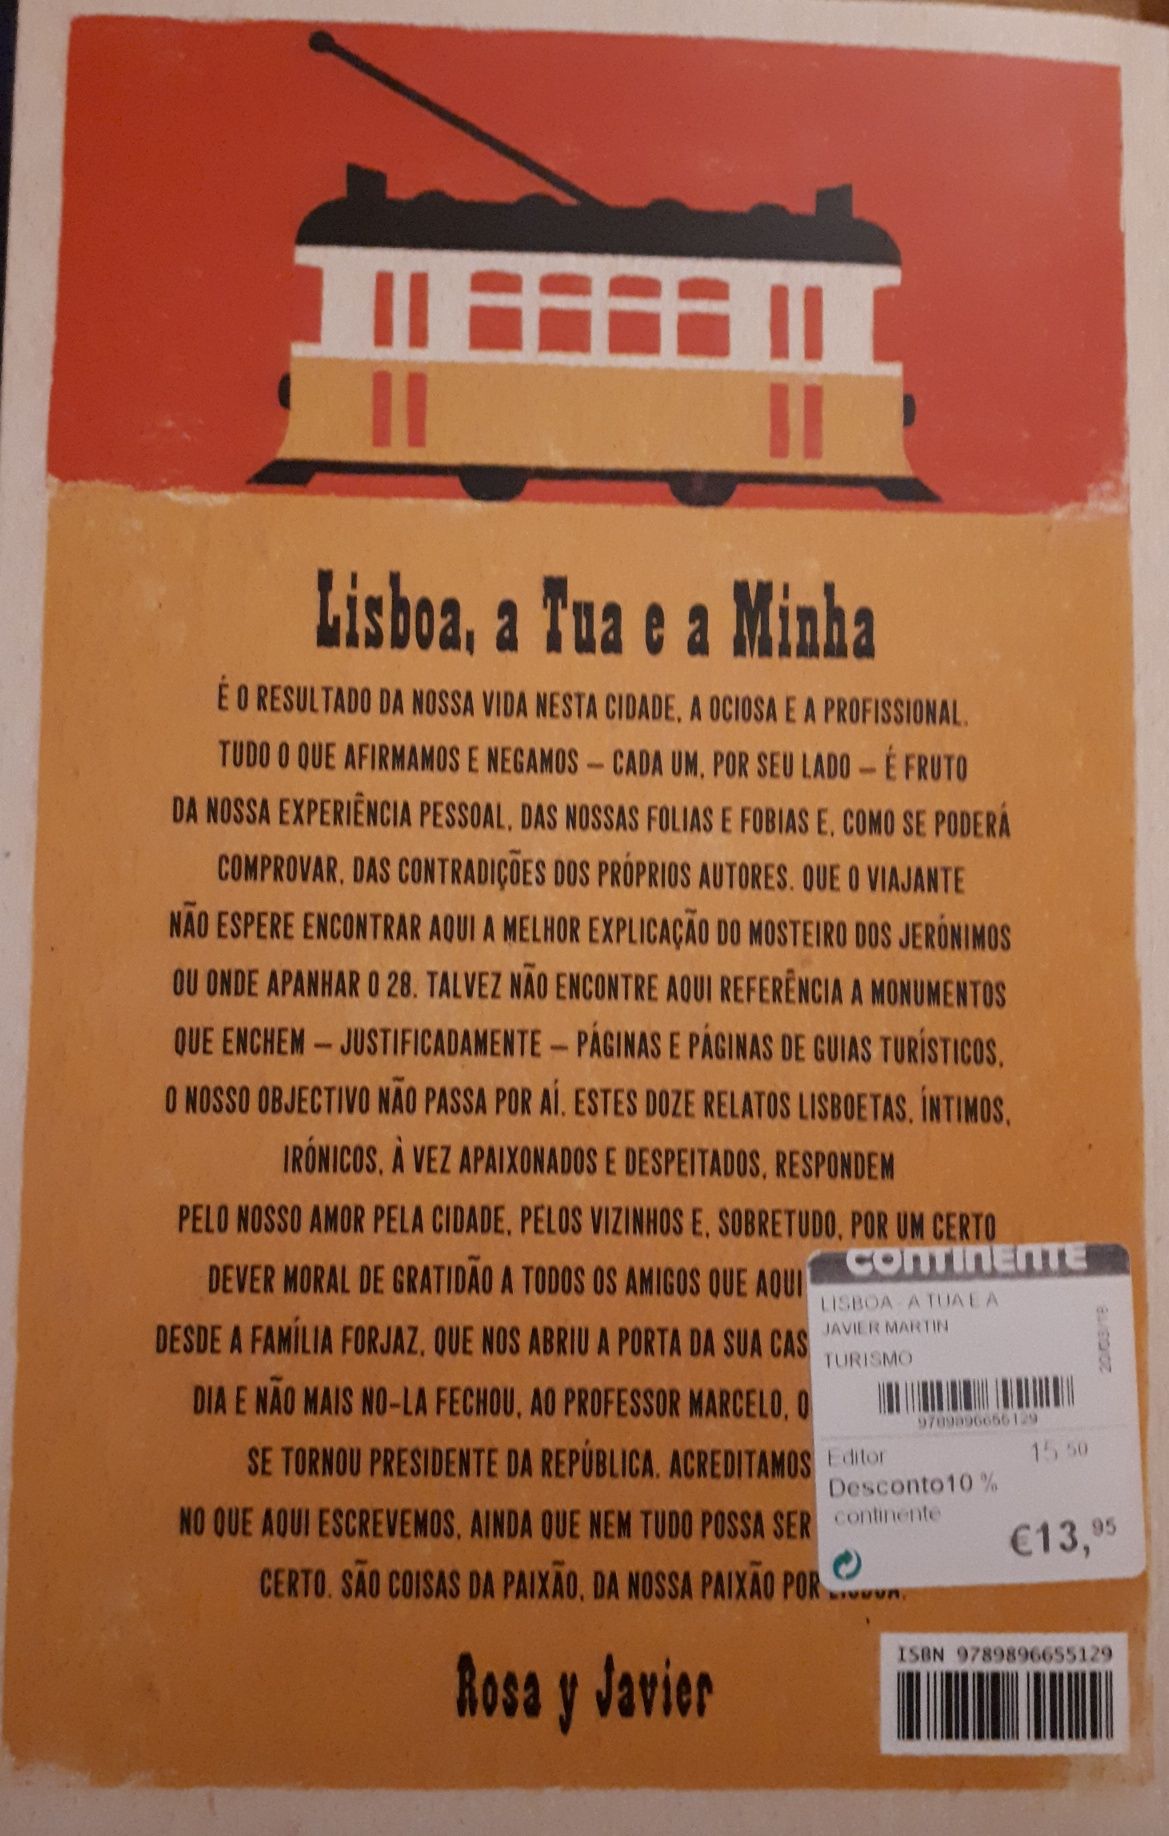 Lisboa, a Tua e a Minha
É O RESULTADO DA NOSSA VIDA NESTA CIDADE, A OCIOSA E A PROFISSIONAL.
TUDO O QUE AFIRMAMOS E NEGAMOS – CADA UM, POR SEU LADO – É FRUTO
DA NOSSA EXPERIÊNCIA PESSOAL, DAS NOSSAS FOLIAS E FOBIAS E, COMO SE PODERÁ
COMPROVAR, DAS CONTRADIÇÕES DOS PRÓPRIOS AUTORES. QUE O VIAJANTE
NÃO ESPERE ENCONTRAR AQUI A MELHOR EXPLICAÇÃO DO MOSTEIRO DOS JERÓNIMOS
OU ONDE APANHAR O 28. TALVEZ NÃO ENCONTRE AQUI REFERÊNCIA A MONUMENTOS
QUE ENCHEM – JUSTIFICADAMENTE – PÁGINAS E PÁGINAS DE GUIAS TURÍSTICOS.
O NOSSO OBJECTIVO NÃO PASSA POR AÍ. ESTES DOZE RELATOS LISBOETAS, ÍNTIMOS,
IRÓNICOS, À VEZ APAIXONADOS E DESPEITADOS, RESPONDEM
PELO NOSSO AMOR PELA CIDADE, PELOS VIZINHOS E, SOBRETUDO, POR UM CERTO
DEVER MORAL DE GRATIDÃO A TODOS OS AMIGOS QUE AQUI
DESDE A FAMÍLIA FORJAZ, QUE NOS ABRIU A PORTA DA SUA CAS
DIA E NÃO MAIS NO-LA FECHOU, AO PROFESSOR MARCELO, O
SE TORNOU PRESIDENTE DA REPÚBLICA. ACREDITAMOS
NO QUE AQUI ESCREVEMOS, AINDA QUE NEM TUDO POSSA SER
CERTO. SÃO COISAS DA PAIXÃO, DA NOSSA PAIXÃO POR LISBOA.
Rosa y Javier
CONTINENTE
LISBOA - A TUA E A
JAVIER MARTIN
TURISMO
20/03/18
9789896655129
Editor 15,50
Desconto10 %
continente
€13,95
ISBN 9789896655129